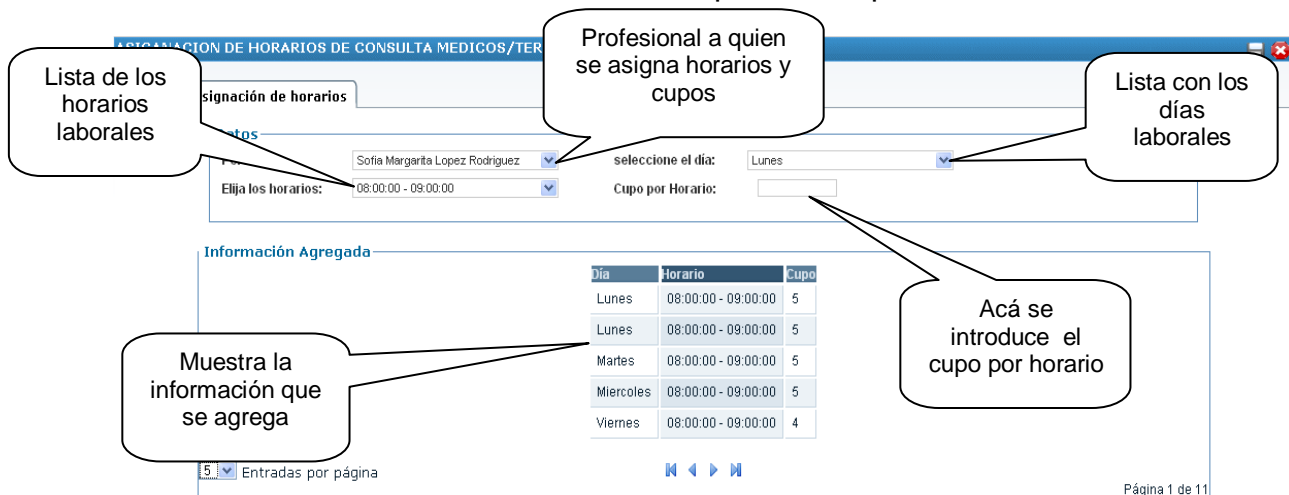 ASIGANACION DE HORARIOS DE CONSULTA MEDICOS/TER
Profesional a quien
se asigna horarios y
cupos
Lista de los
horarios
laborales
Lista con los
días
laborales
signación de horarios
Sofia Margarita Lopez Rodriguez
seleccione el día:
Lunes
Elija los horarios:
08:00:00 - 09:00:00
Cupo por Horario:
Información Agregada
Día Horario Cupo
Lunes 08:00:00 - 09:00:00 5
Lunes 08:00:00 - 09:00:00 5
Martes 08:00:00 - 09:00:00 5
Miercoles 08:00:00 - 09:00:00 5
Viernes 08:00:00 - 09:00:00 4
Acá se
introduce el
cupo por horario
Muestra la
información que
se agrega
5 Entradas por página
Página 1 de 11